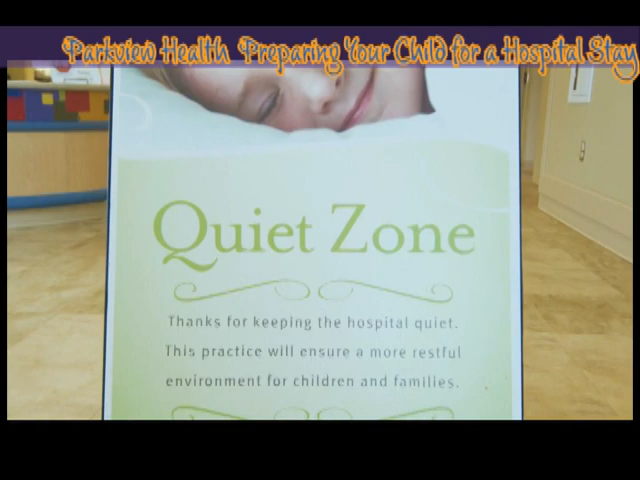 Parkview Health Preparing Your Child for a Hospital Stay
Quiet Zone
Thanks for keeping the hospital quiet.
This practice will ensure a more restful
environment for children and families.